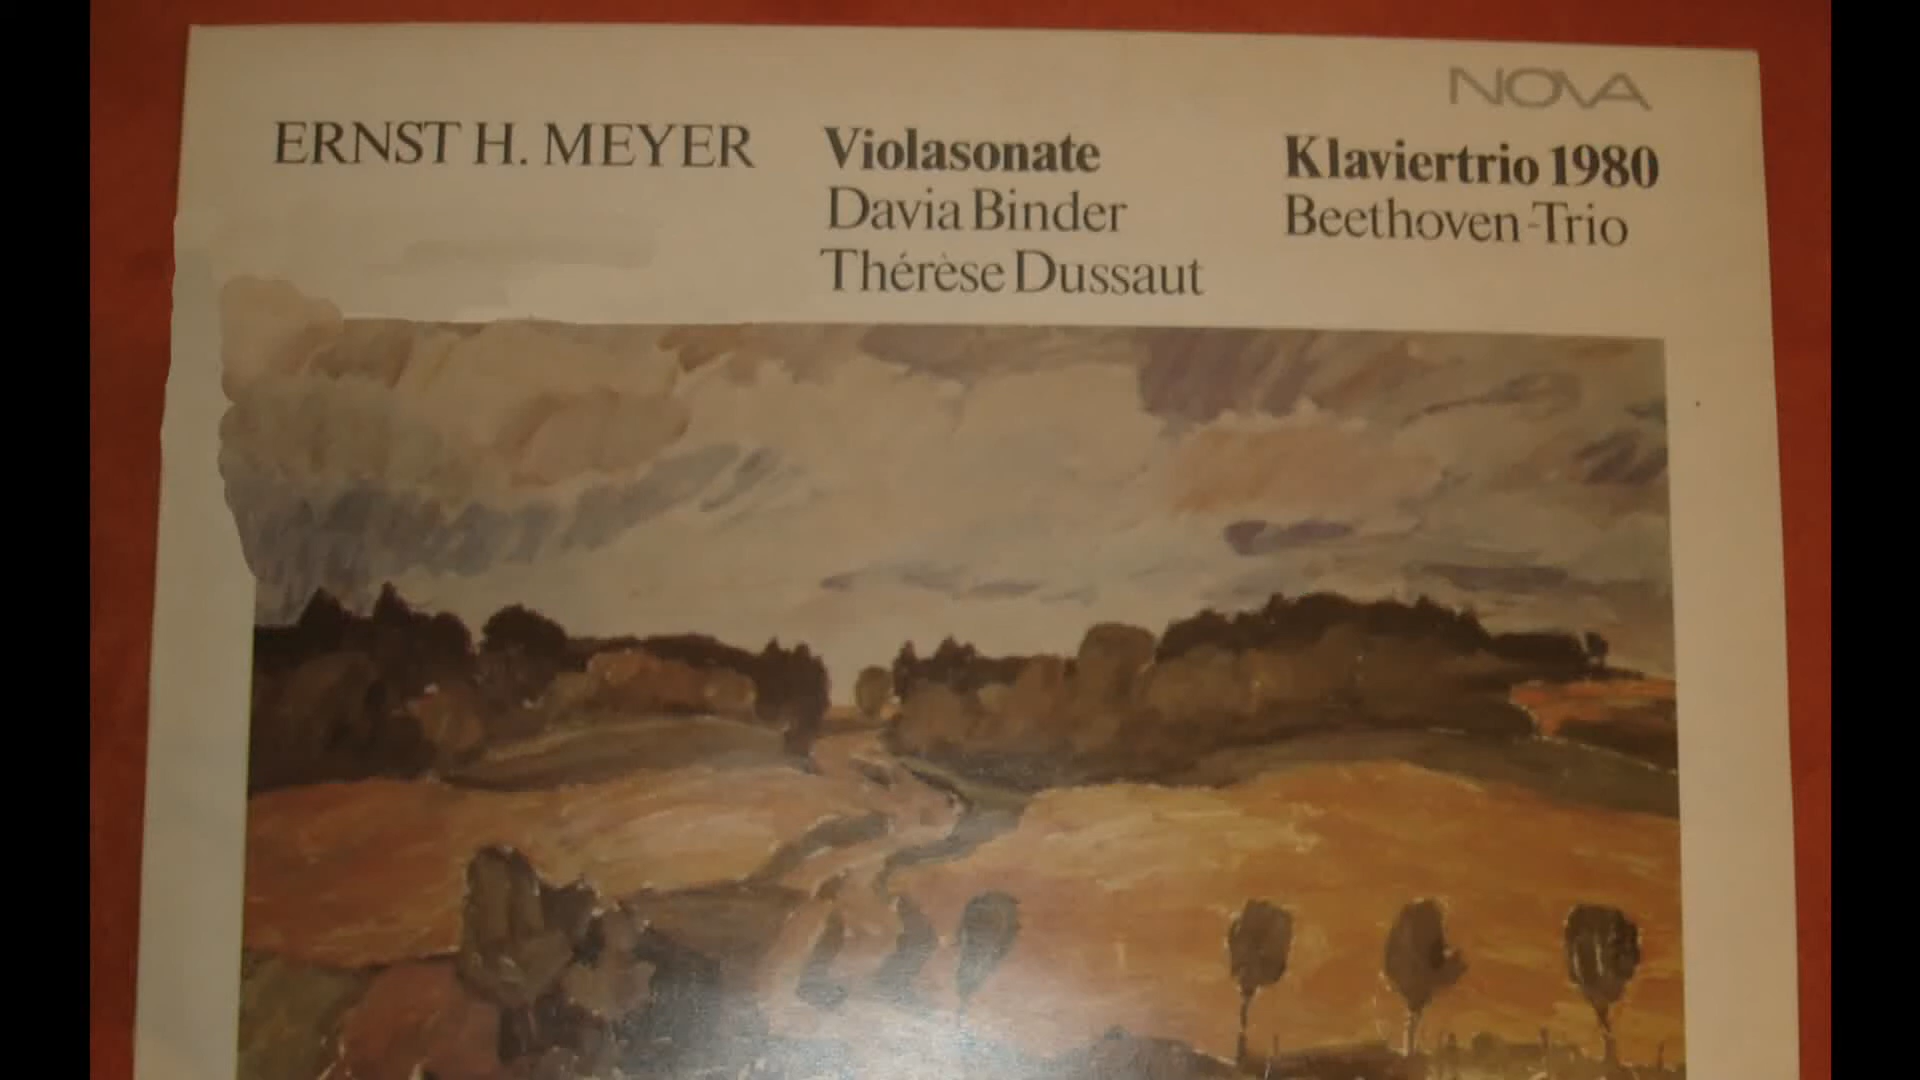 NOVA
ERNST H. MEYER
Violasonate
Davia Binder
Thérèse Dussaut
Klaviertrio 1980
Beethoven-Trio